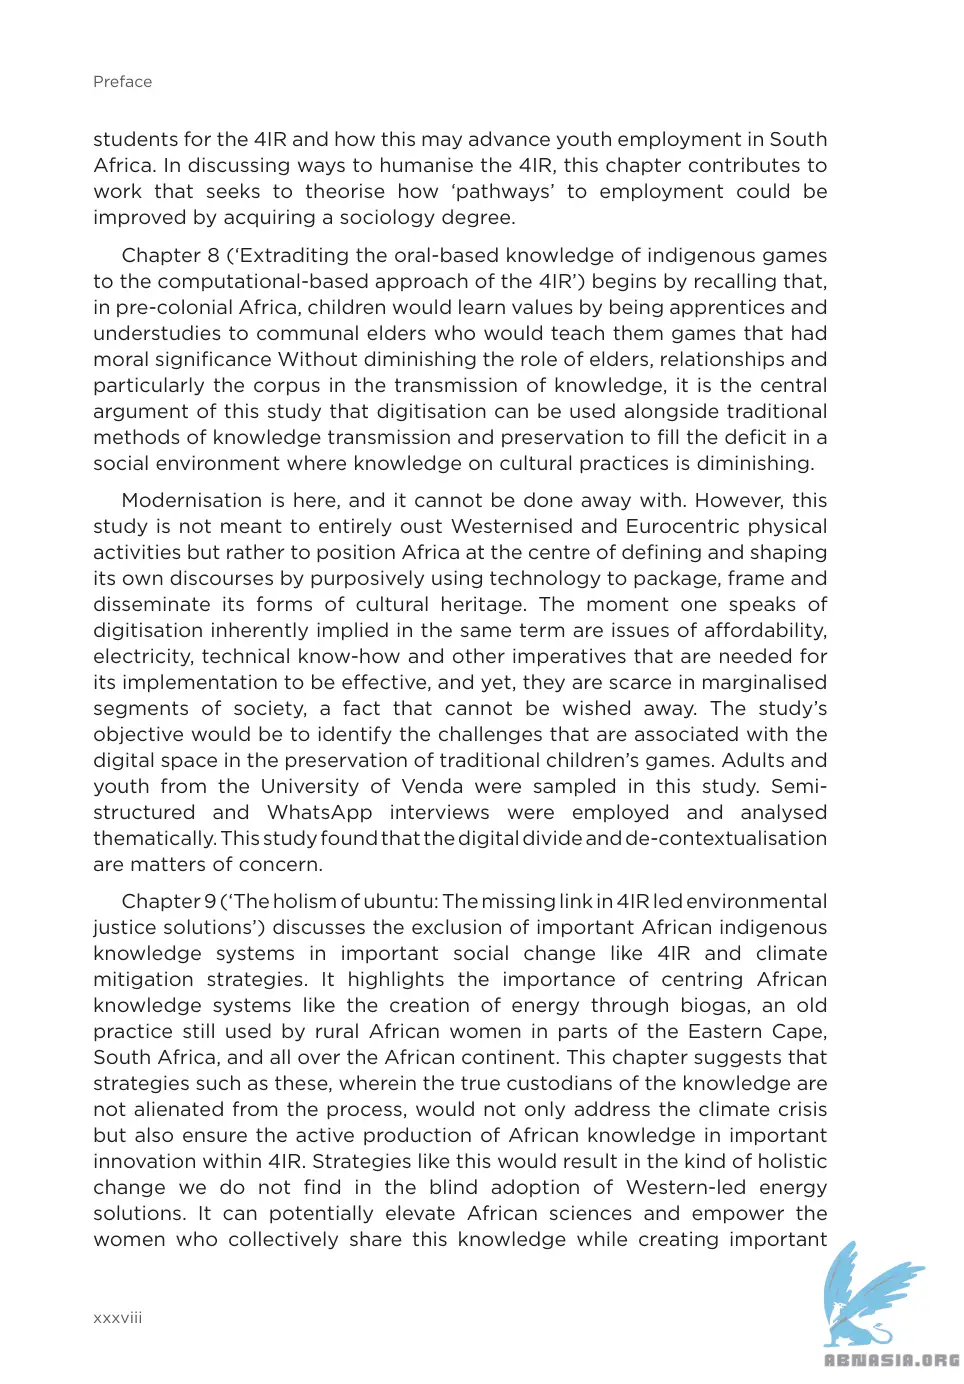 Preface
students for the 4IR and how this may advance youth employment in South
Africa. In discussing ways to humanise the 4IR, this chapter contributes to
work that seeks to theorise how ‘pathways’ to employment could be
improved by acquiring a sociology degree.
Chapter 8 (‘Extraditing the oral-based knowledge of indigenous games
to the computational-based approach of the 4IR’) begins by recalling that,
in pre-colonial Africa, children would learn values by being apprentices and
understudies to communal elders who would teach them games that had
moral significance Without diminishing the role of elders, relationships and
particularly the corpus in the transmission of knowledge, it is the central
argument of this study that digitisation can be used alongside traditional
methods of knowledge transmission and preservation to fill the deficit in a
social environment where knowledge on cultural practices is diminishing.
Modernisation is here, and it cannot be done away with. However, this
study is not meant to entirely oust Westernised and Eurocentric physical
activities but rather to position Africa at the centre of defining and shaping
its own discourses by purposively using technology to package, frame and
disseminate its forms of cultural heritage. The moment one speaks of
digitisation inherently implied in the same term are issues of affordability,
electricity, technical know-how and other imperatives that are needed for
its implementation to be effective, and yet, they are scarce in marginalised
segments of society, a fact that cannot be wished away. The study’s
objective would be to identify the challenges that are associated with the
digital space in the preservation of traditional children’s games. Adults and
youth from the University of Venda were sampled in this study. Semi-
structured and WhatsApp interviews were employed and analysed
thematically. This study found that the digital divide and de-contextualisation
are matters of concern.
Chapter 9 (‘The holism of ubuntu: The missing link in 4IR led environmental
justice solutions’) discusses the exclusion of important African indigenous
knowledge systems in important social change like 4IR and climate
mitigation strategies. It highlights the importance of centring African
knowledge systems like the creation of energy through biogas, an old
practice still used by rural African women in parts of the Eastern Cape,
South Africa, and all over the African continent. This chapter suggests that
strategies such as these, wherein the true custodians of the knowledge are
not alienated from the process, would not only address the climate crisis
but also ensure the active production of African knowledge in important
innovation within 4IR. Strategies like this would result in the kind of holistic
change we do not find in the blind adoption of Western-led energy
solutions. It can potentially elevate African sciences and empower the
women who collectively share this knowledge while creating important
xxxviii
ABNASIA.ORG